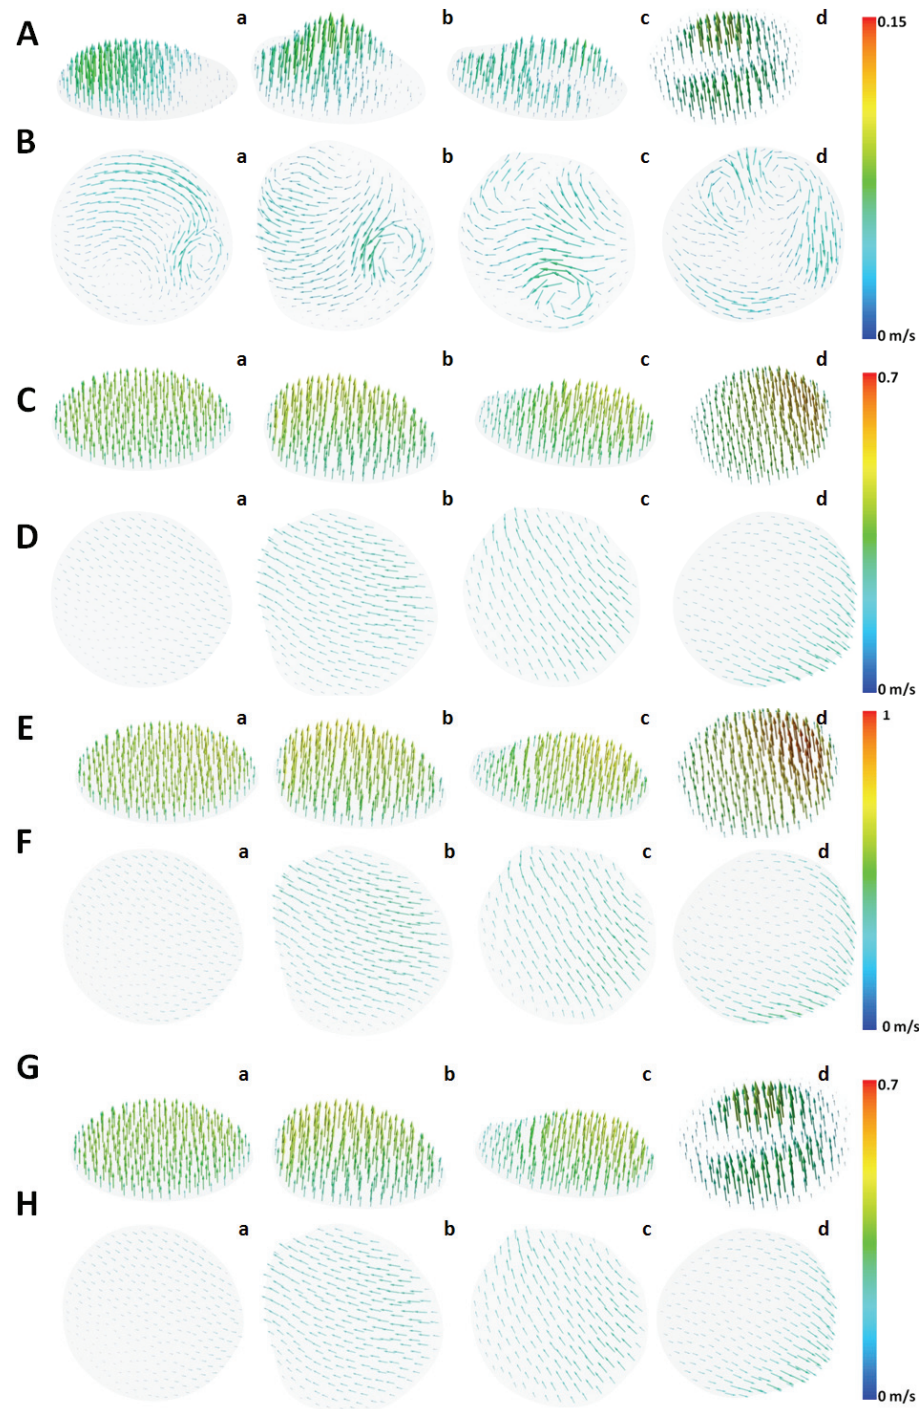 A a b c d 0.15
B a b c d
0 m/s
C a b c d 0.7
D a b c d
0 m/s
E a b c d 1
F a b c d
0 m/s
G a b c d 0.7
H a b c d
0 m/s